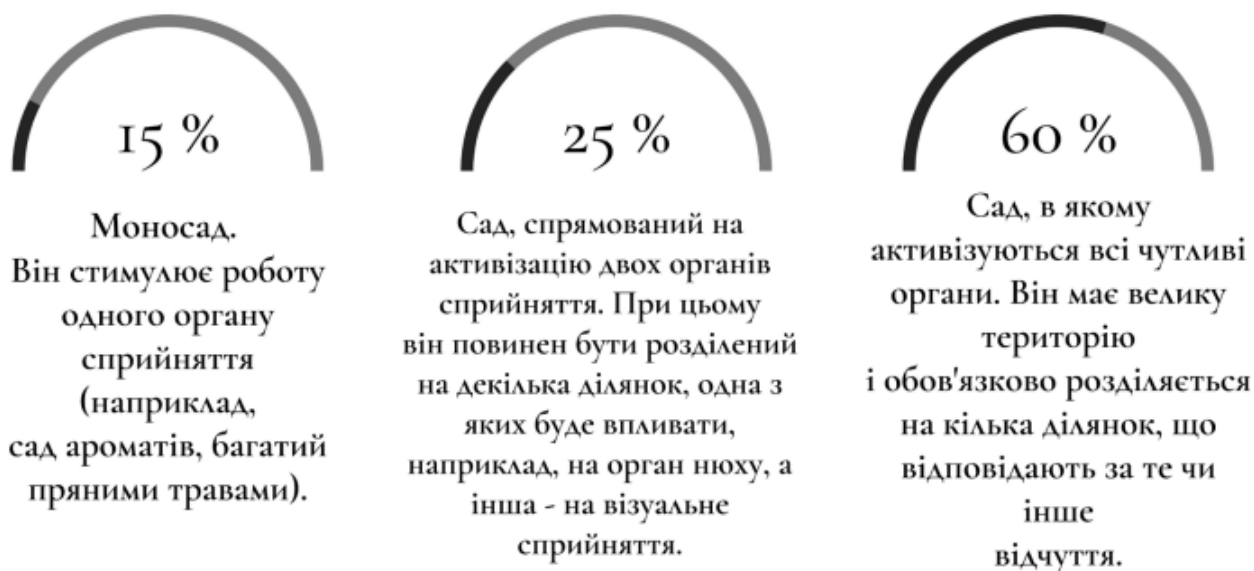 15 %
Моносад.
Він стимулює роботу
одного органу
сприйняття
(наприклад,
сад ароматів, багатий
пряними травами).
25 %
Сад, спрямований на
активізацію двох органів
сприйняття. При цьому
він повинен бути розділений
на декілька ділянок, одна з
яких буде впливати,
наприклад, на орган нюху, а
інша - на візуальне
сприйняття.
60 %
Сад, в якому
активізуються всі чутливі
органи. Він має велику
територію
і обов'язково розділяється
на кілька ділянок, що
відповідають за те чи
інше
відчуття.